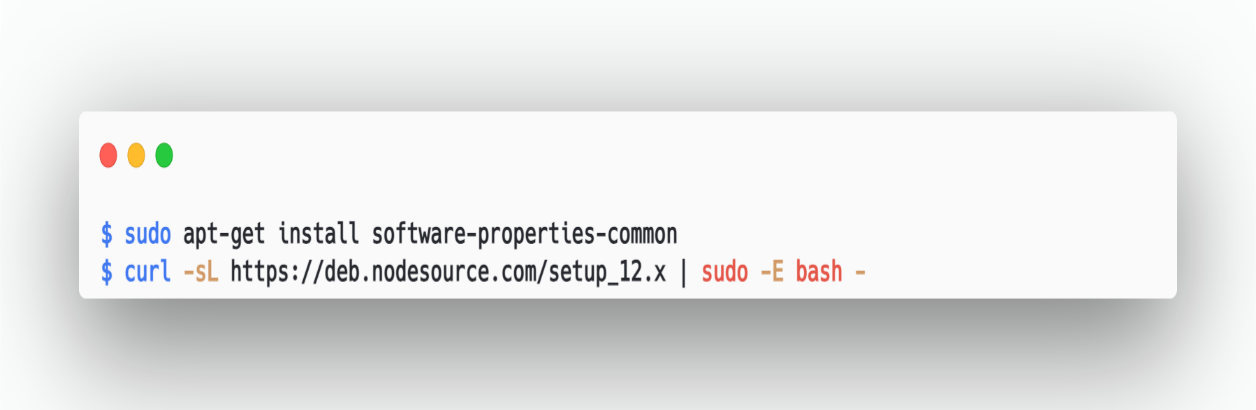 $ sudo apt-get install software-properties-common
$ curl -sL https://deb.nodesource.com/setup_12.x | sudo -E bash -